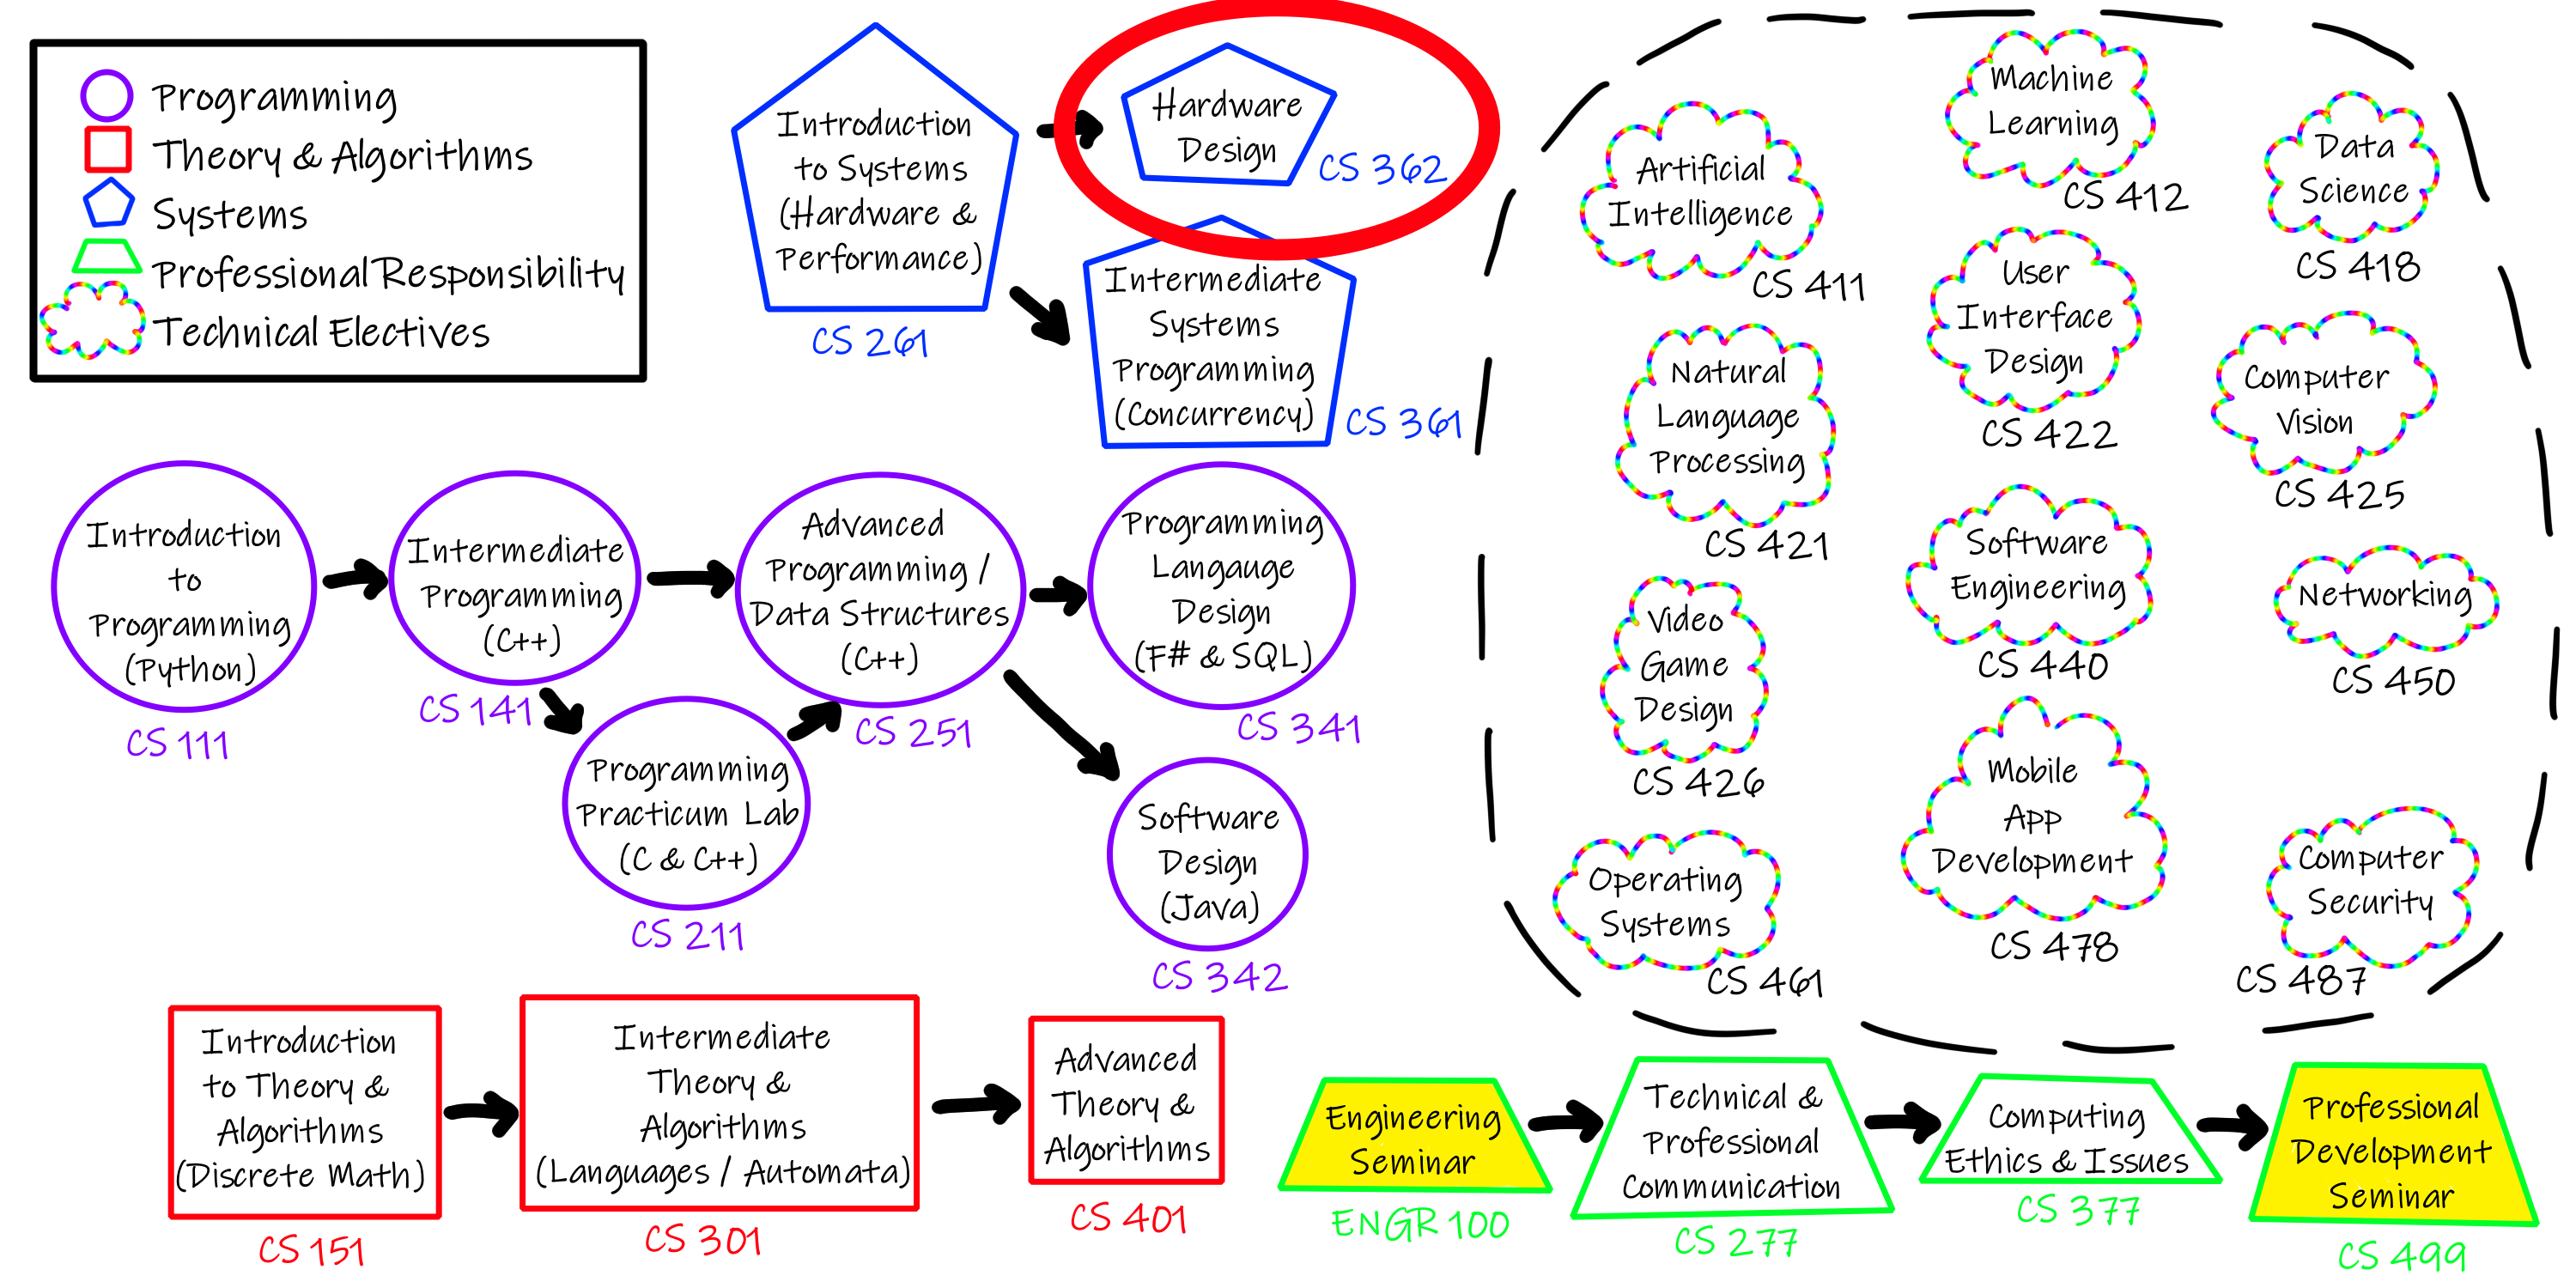 Programming
Theory & Algorithms
Systems
Professional Responsibility
Technical Electives
Introduction
to Systems
(Hardware &
Performance)
CS 261
Hardware
Design
CS 362
Intermediate
Systems
Programming
(Concurrency)
CS 361
Introduction
to
Programming
(Python)
CS 111
Intermediate
Programming
(C++)
CS 141
Programming
Practicum Lab
(C & C++)
CS 211
Advanced
Programming /
Data Structures
(C++)
CS 251
Programming
Langauge
Design
(F# & SQL)
CS 341
Software
Design
(Java)
CS 342
Introduction
to Theory &
Algorithms
(Discrete Math)
CS 151
Intermediate
Theory &
Algorithms
(Languages / Automata)
CS 301
Advanced
Theory &
Algorithms
CS 401
Artificial
Intelligence
CS 411
Machine
Learning
CS 412
Data
Science
CS 418
Natural
Language
Processing
CS 421
User
Interface
Design
CS 422
Computer
Vision
CS 425
Video
Game
Design
CS 426
Software
Engineering
CS 440
Networking
CS 450
Operating
Systems
CS 461
Mobile
App
Development
CS 478
Computer
Security
CS 487
Engineering
Seminar
ENGR 100
Technical &
Professional
Communication
CS 277
Computing
Ethics & Issues
CS 377
Professional
Development
Seminar
CS 499